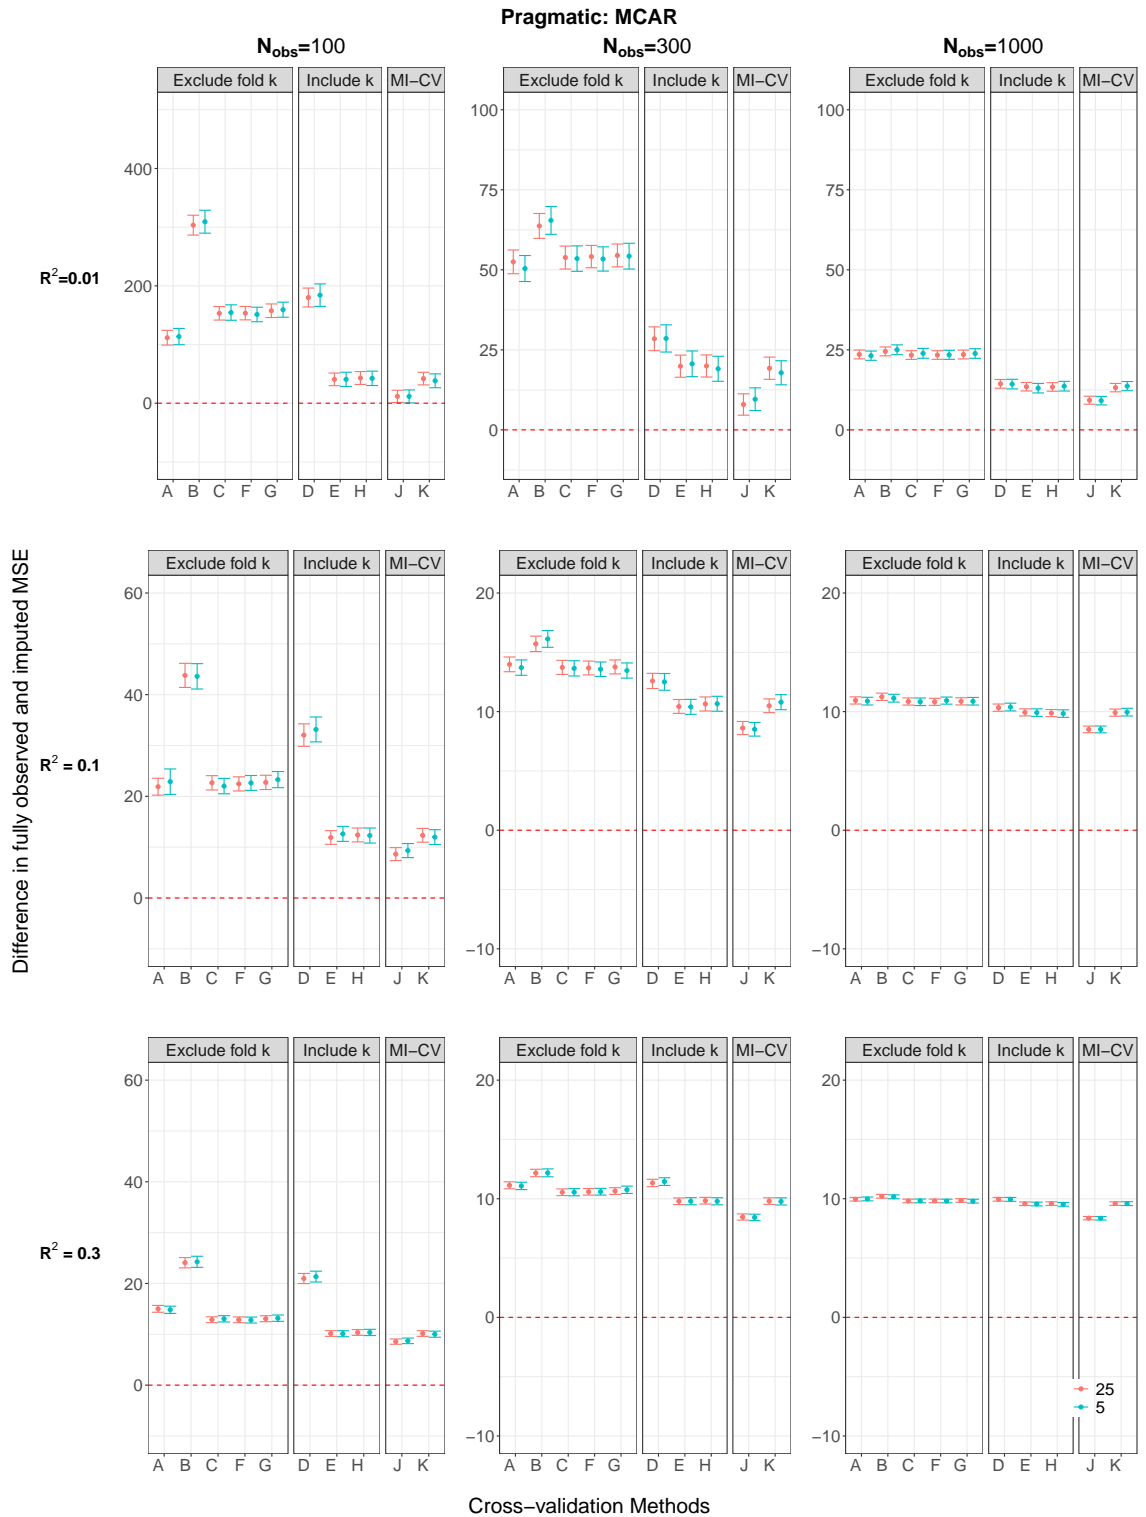 Pragmatic: MCAR
N_obs=100
N_obs=300
N_obs=1000
Exclude fold k Include k MI−CV
Exclude fold k Include k MI−CV
Exclude fold k Include k MI−CV
R²=0.01
400
200
0
100
75
50
25
0
100
75
50
25
0
A B C F G D E H J K
A B C F G D E H J K
A B C F G D E H J K
Difference in fully observed and imputed MSE
Exclude fold k Include k MI−CV
Exclude fold k Include k MI−CV
Exclude fold k Include k MI−CV
R² = 0.1
60
40
20
0
20
10
0
−10
20
10
0
−10
A B C F G D E H J K
A B C F G D E H J K
A B C F G D E H J K
Exclude fold k Include k MI−CV
Exclude fold k Include k MI−CV
Exclude fold k Include k MI−CV
R² = 0.3
60
40
20
0
20
10
0
−10
20
10
0
−10
25
5
A B C F G D E H J K
A B C F G D E H J K
A B C F G D E H J K
Cross−validation Methods